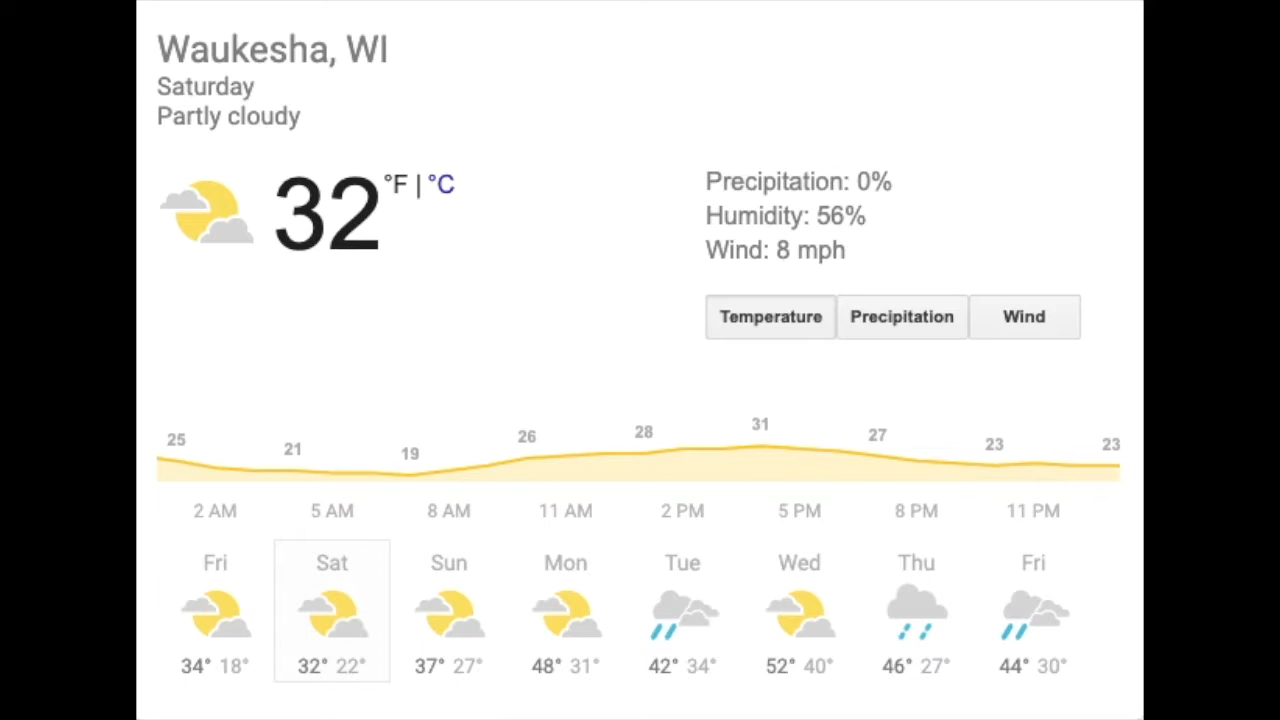 Waukesha, WI
Saturday
Partly cloudy
32 °F | °C
Precipitation: 0%
Humidity: 56%
Wind: 8 mph
Temperature Precipitation Wind
25 21 19 26 28 31 27 23 23
2 AM 5 AM 8 AM 11 AM 2 PM 5 PM 8 PM 11 PM
Fri Sat Sun Mon Tue Wed Thu Fri
34° 18° 32° 22° 37° 27° 48° 31° 42° 34° 52° 40° 46° 27° 44° 30°